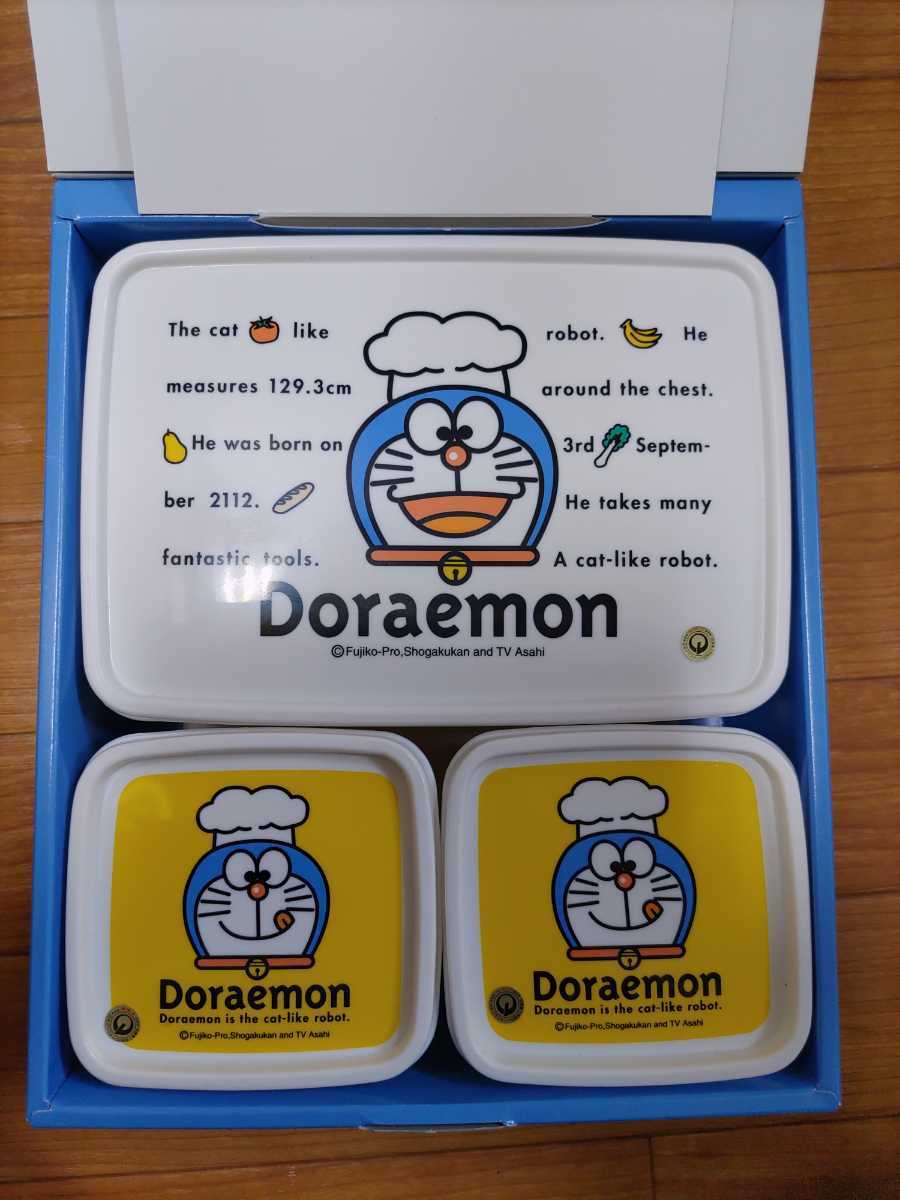 The cat like robot. He
measures 129.3cm around the chest.
He was born on 3rd Septem-
ber 2112. He takes many
fantastic tools. A cat-like robot.
Doraemon
©Fujiko-Pro,Shogakukan and TV Asahi
Doraemon
Doraemon is the cat-like robot.
©Fujiko-Pro,Shogakukan and TV Asahi
Doraemon
Doraemon is the cat-like robot.
©Fujiko-Pro,Shogakukan and TV Asahi